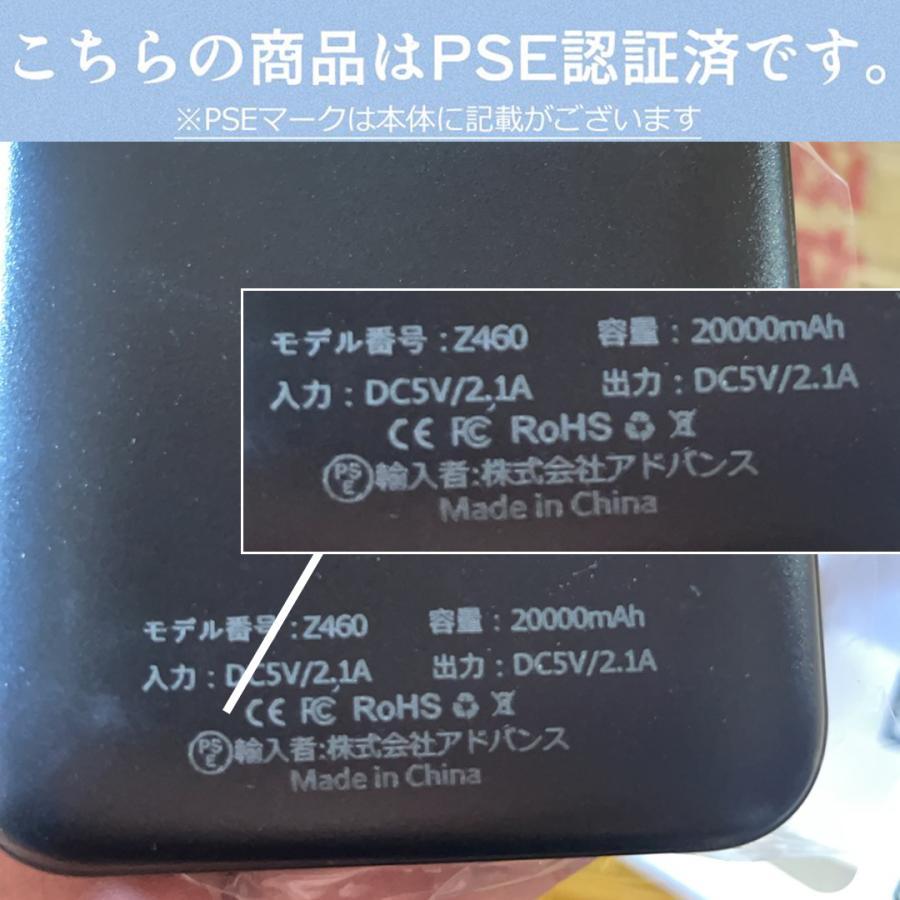 こちらの商品はPSE認証済です。
※PSEマークは本体に記載がございます
モデル番号：Z460 容量：20000mAh
入力：DC5V/2.1A 出力：DC5V/2.1A
CE FC RoHS
PSE 輸入者:株式会社アドバンス
Made in China
モデル番号：Z460 容量：20000mAh
入力：DC5V/2.1A 出力：DC5V/2.1A
CE FC RoHS
PSE 輸入者:株式会社アドバンス
Made in China